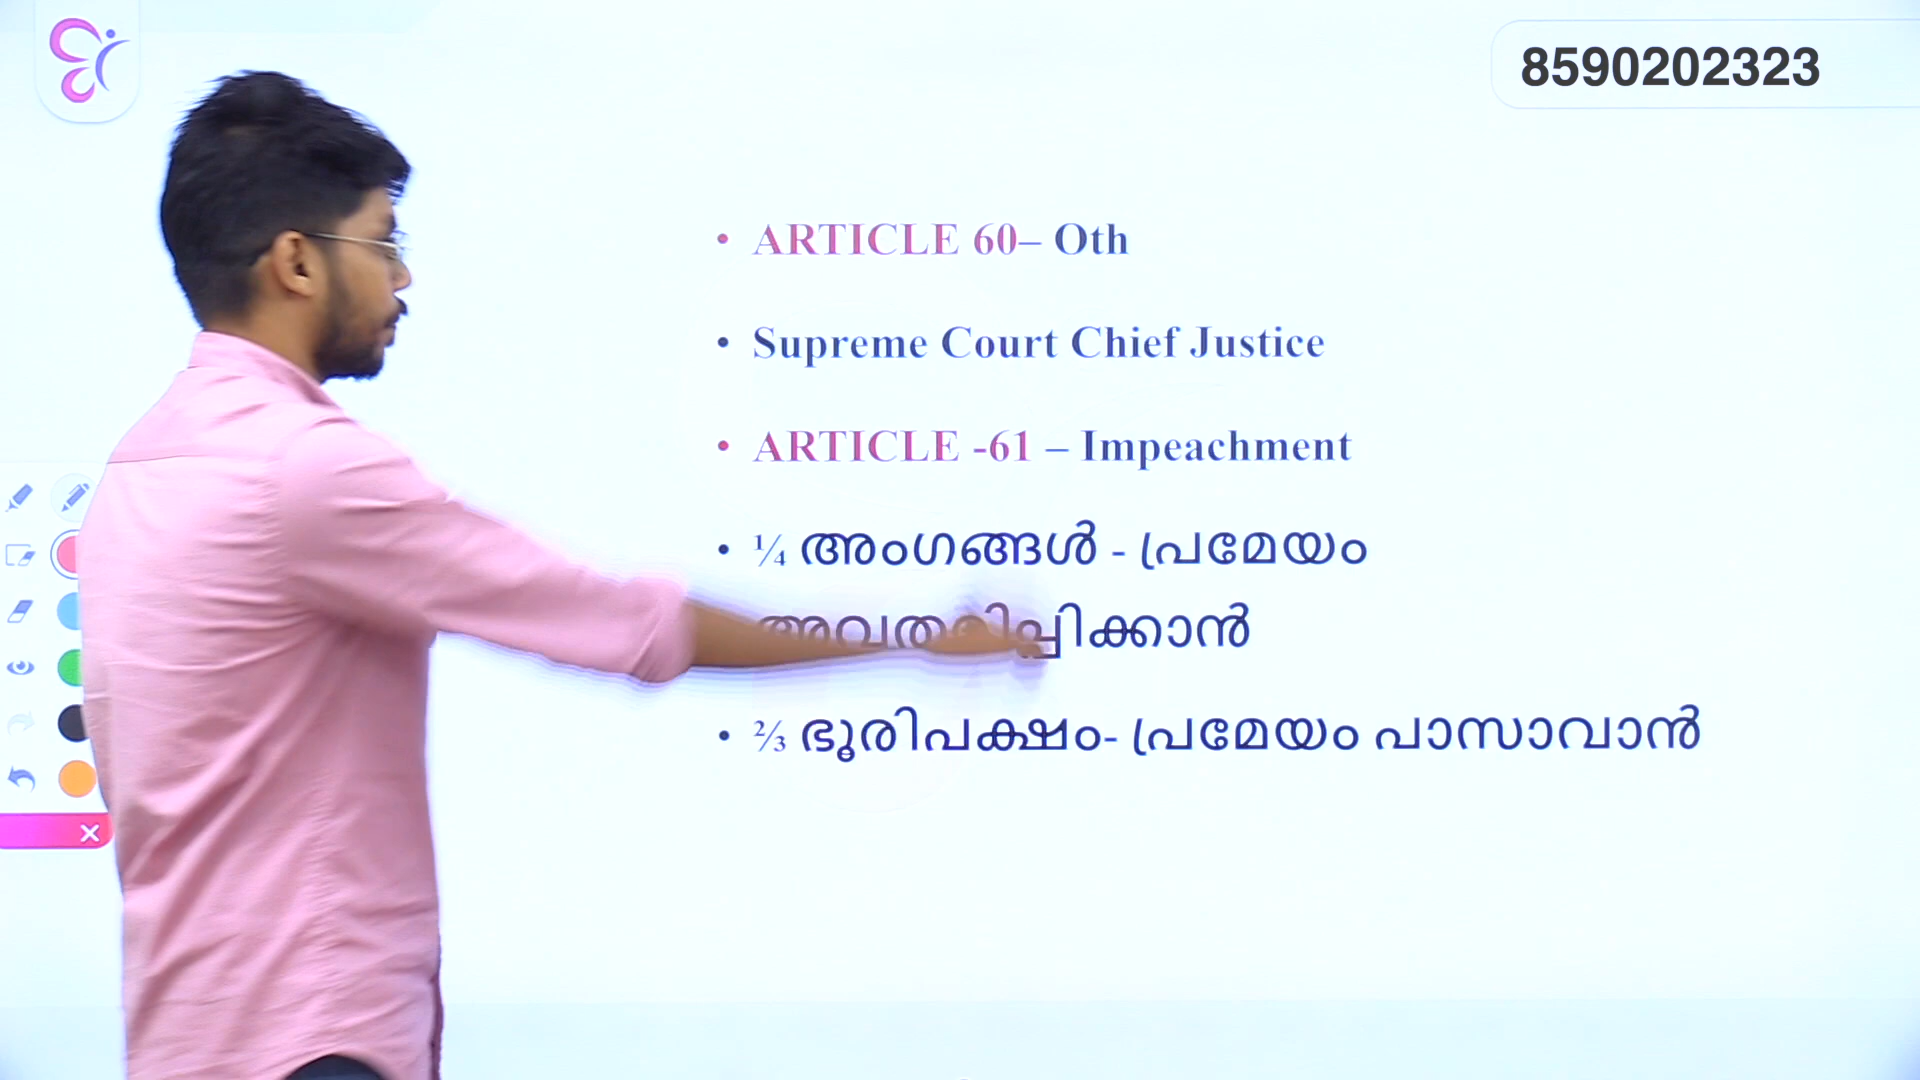 8590202323
• ARTICLE 60– Oth
• Supreme Court Chief Justice
• ARTICLE -61 – Impeachment
• ¼ അംഗങ്ങൾ - പ്രമേയം
അവതരിപ്പിക്കാൻ
• ⅔ ഭൂരിപക്ഷം- പ്രമേയം പാസാവാൻ